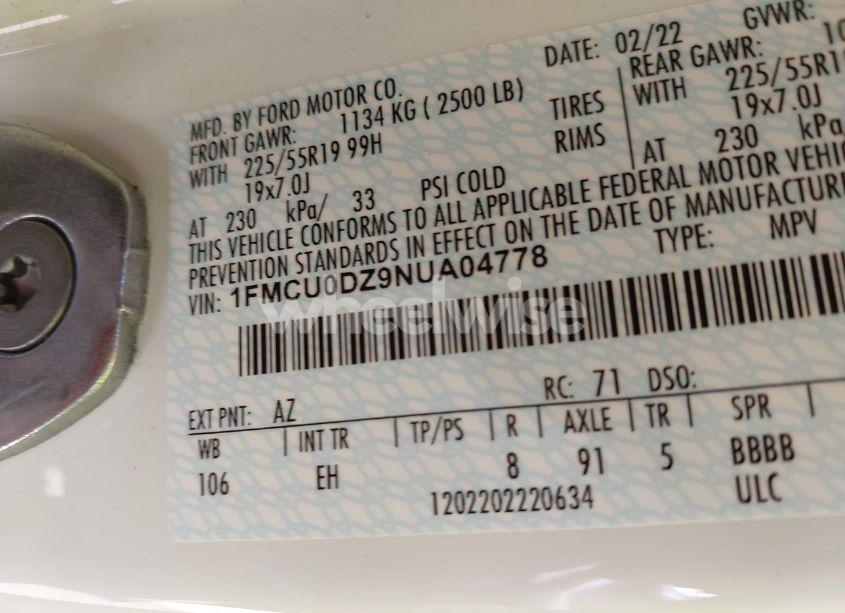 DATE: 02/22 GVWR:
MFD. BY FORD MOTOR CO.
FRONT GAWR: 1134 KG ( 2500 LB) REAR GAWR: 10
WITH 225/55R19 99H TIRES WITH 225/55R19
19x7.0J RIMS 19x7.0J
AT 230 kPa/ 33 PSI COLD AT 230 kPa
THIS VEHICLE CONFORMS TO ALL APPLICABLE FEDERAL MOTOR VEHIC
PREVENTION STANDARDS IN EFFECT ON THE DATE OF MANUFACTUR
VIN: 1FMCU0DZ9NUA04778 TYPE: MPV
wheelwise
EXT PNT: AZ RC: 71 DSO:
WB INT TR TP/PS R AXLE TR SPR
106 EH 8 91 5 BBBB
1202202220634 ULC